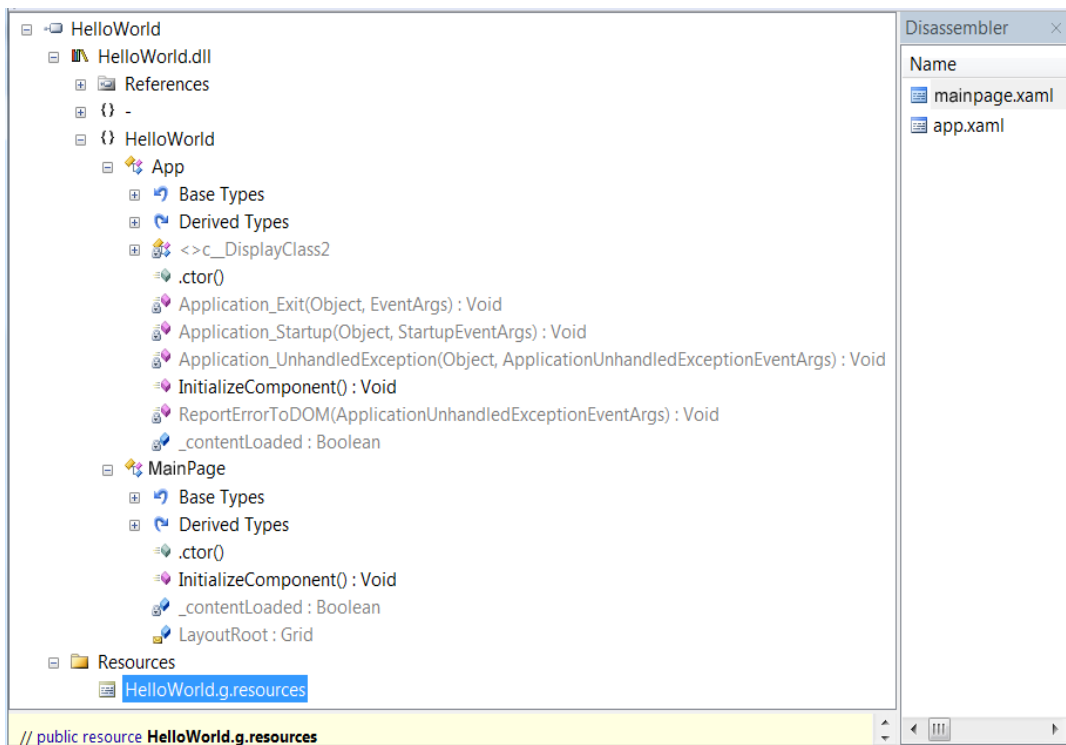 HelloWorld
HelloWorld.dll
References
{} -
{} HelloWorld
App
Base Types
Derived Types
<>c__DisplayClass2
.ctor()
Application_Exit(Object, EventArgs) : Void
Application_Startup(Object, StartupEventArgs) : Void
Application_UnhandledException(Object, ApplicationUnhandledExceptionEventArgs) : Void
InitializeComponent() : Void
ReportErrorToDOM(ApplicationUnhandledExceptionEventArgs) : Void
_contentLoaded : Boolean
MainPage
Base Types
Derived Types
.ctor()
InitializeComponent() : Void
_contentLoaded : Boolean
LayoutRoot : Grid
Resources
HelloWorld.g.resources
// public resource HelloWorld.g.resources
Disassembler
Name
mainpage.xaml
app.xaml